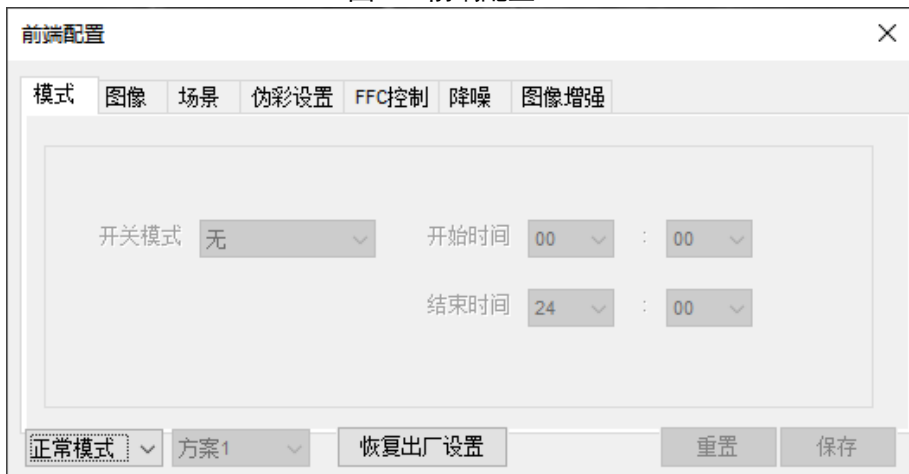 前端配置
模式 图像 场景 伪彩设置 FFC控制 降噪 图像增强
开关模式 无 开始时间 00 : 00
结束时间 24 : 00
正常模式 方案1 恢复出厂设置 重置 保存